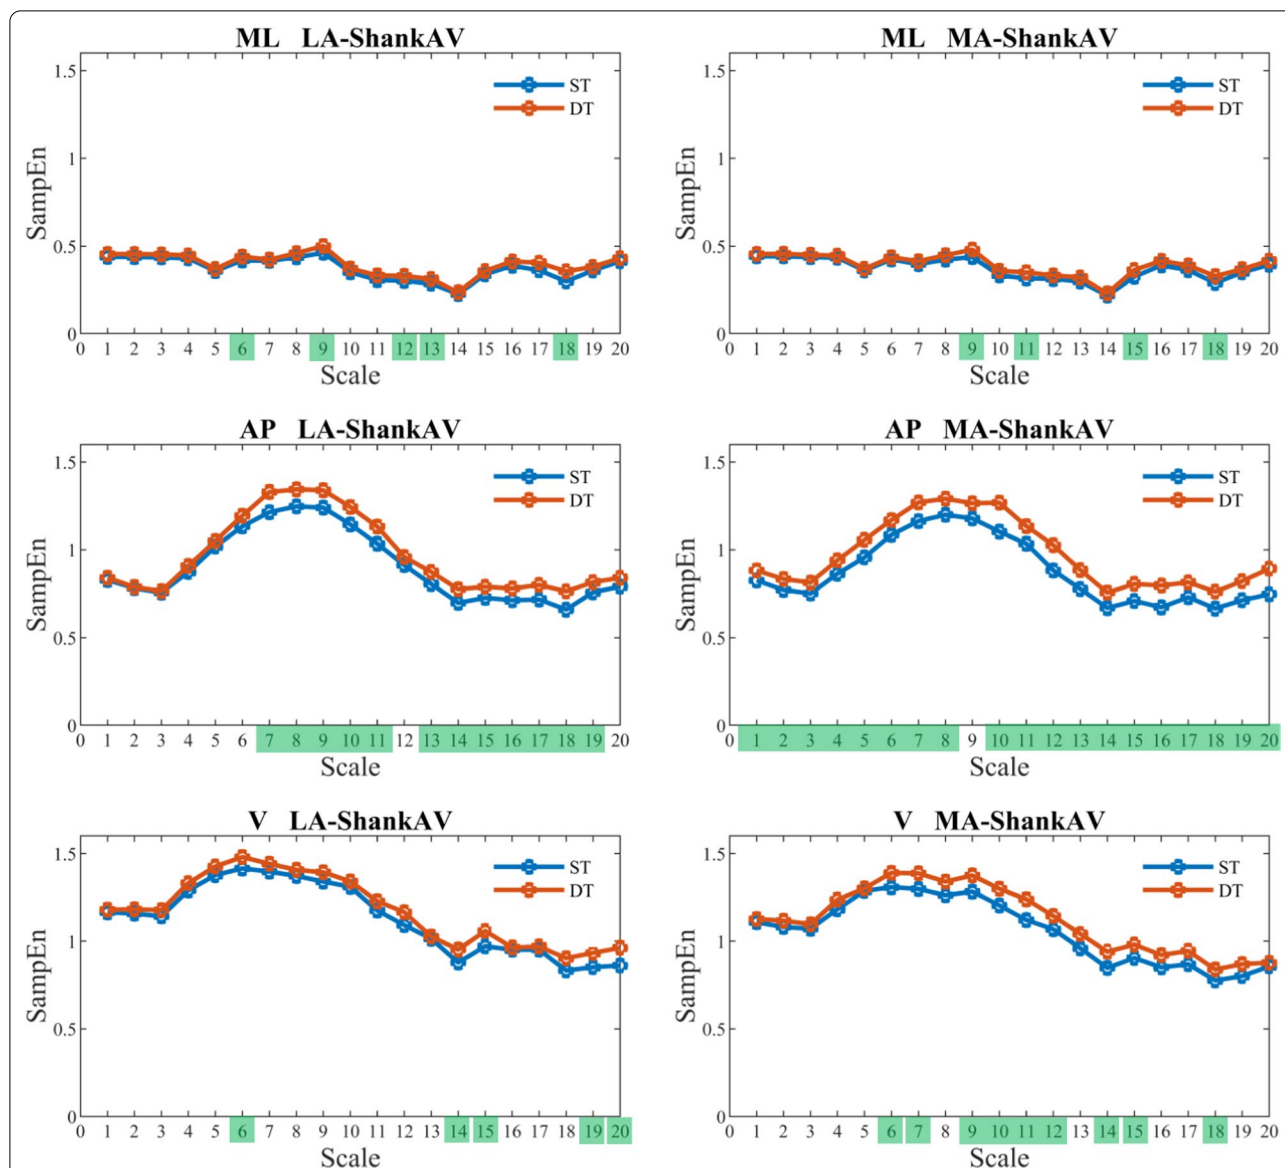 ML LA-ShankAV
1.5
1
0.5
0
SampEn
ST
DT
0 1 2 3 4 5 6 7 8 9 10 11 12 13 14 15 16 17 18 19 20
Scale
ML MA-ShankAV
1.5
1
0.5
0
SampEn
ST
DT
0 1 2 3 4 5 6 7 8 9 10 11 12 13 14 15 16 17 18 19 20
Scale
AP LA-ShankAV
1.5
1
0.5
0
SampEn
ST
DT
0 1 2 3 4 5 6 7 8 9 10 11 12 13 14 15 16 17 18 19 20
Scale
AP MA-ShankAV
1.5
1
0.5
0
SampEn
ST
DT
0 1 2 3 4 5 6 7 8 9 10 11 12 13 14 15 16 17 18 19 20
Scale
V LA-ShankAV
1.5
1
0.5
0
SampEn
ST
DT
0 1 2 3 4 5 6 7 8 9 10 11 12 13 14 15 16 17 18 19 20
Scale
V MA-ShankAV
1.5
1
0.5
0
SampEn
ST
DT
0 1 2 3 4 5 6 7 8 9 10 11 12 13 14 15 16 17 18 19 20
Scale